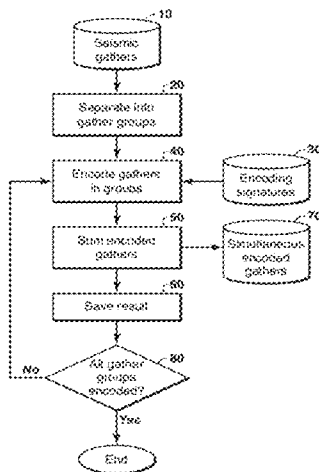 10
Seismic
gathers
20
Separate into
gather groups
40
Encode gathers
in groups
30
Encoding
signatures
50
Sum encoded
gathers
70
Simultaneous
encoded
gathers
60
Save result
80
All gather
groups
encoded?
No
Yes
End